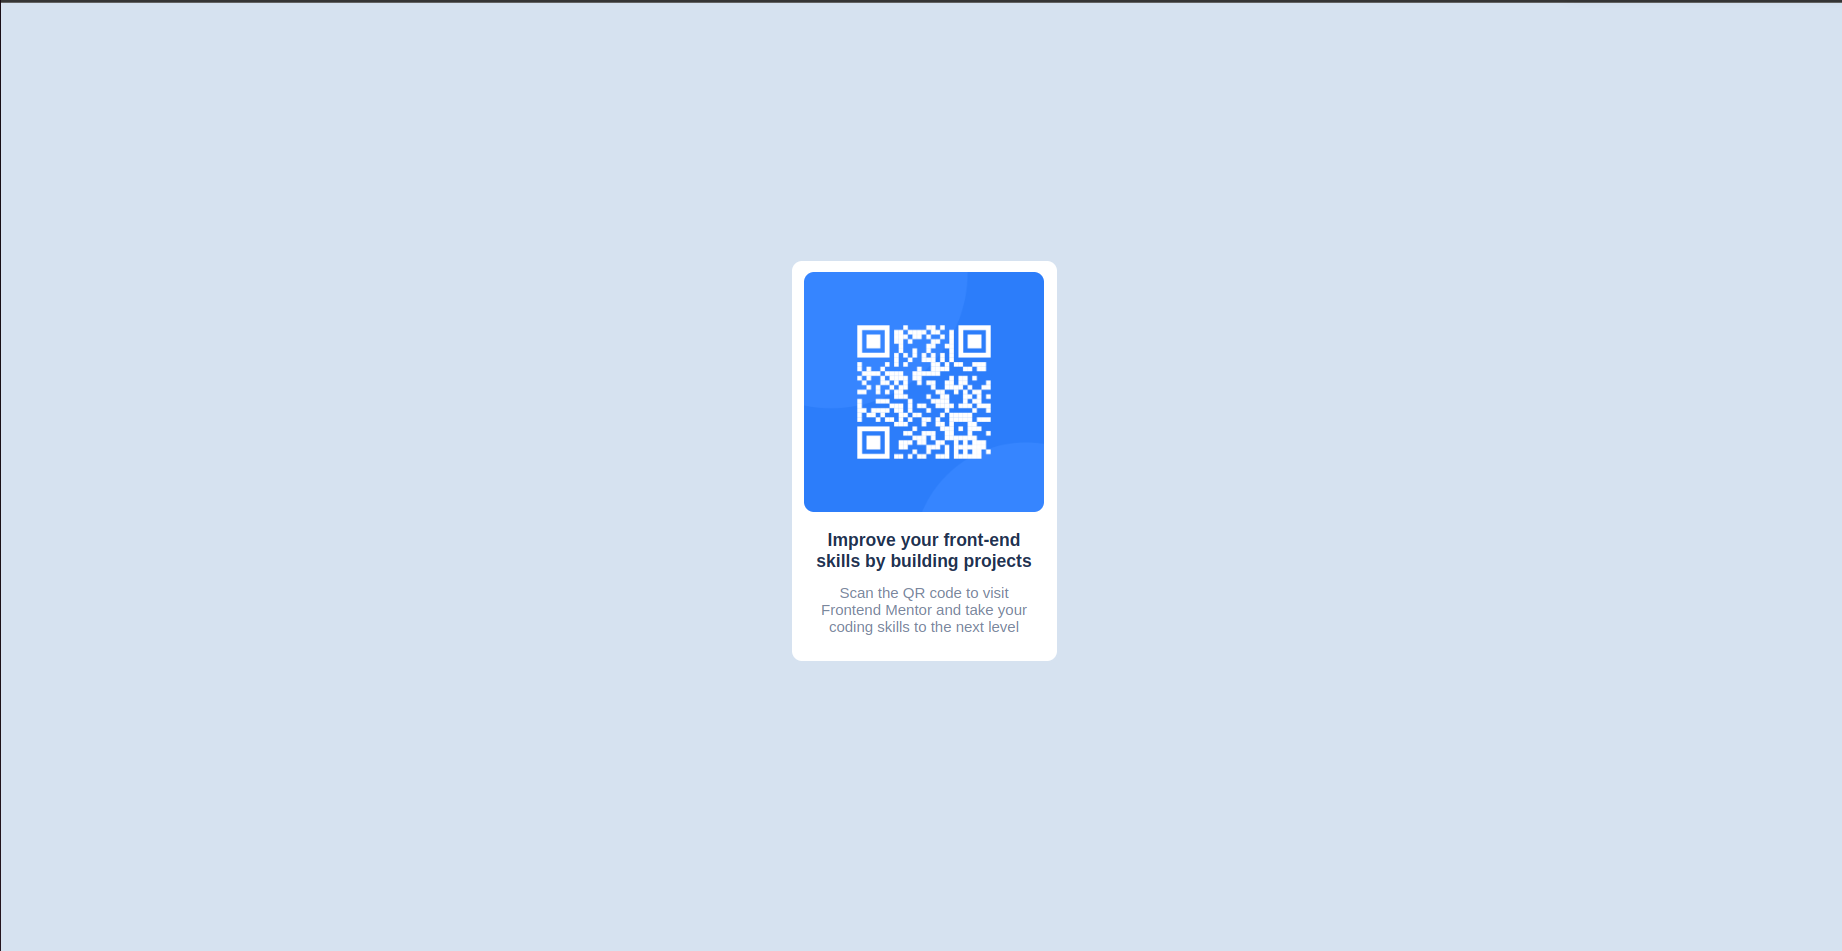 Improve your front-end
skills by building projects
Scan the QR code to visit
Frontend Mentor and take your
coding skills to the next level